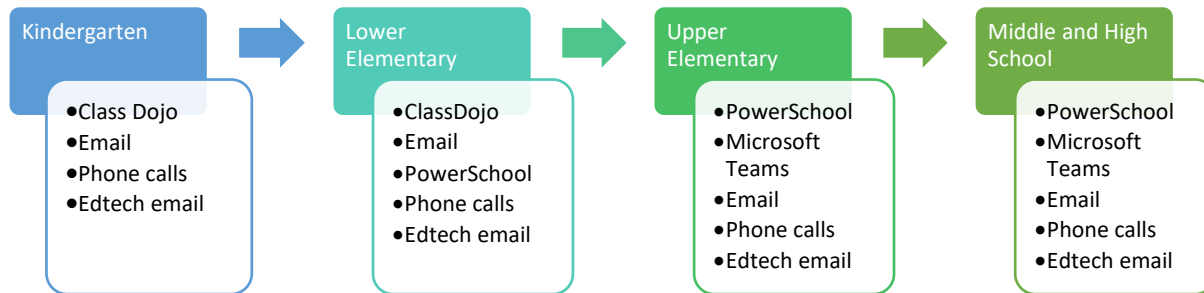 Kindergarten
•Class Dojo
•Email
•Phone calls
•Edtech email
Lower
Elementary
•ClassDojo
•Email
•PowerSchool
•Phone calls
•Edtech email
Upper
Elementary
•PowerSchool
•Microsoft
Teams
•Email
•Phone calls
•Edtech email
Middle and High
School
•PowerSchool
•Microsoft
Teams
•Email
•Phone calls
•Edtech email